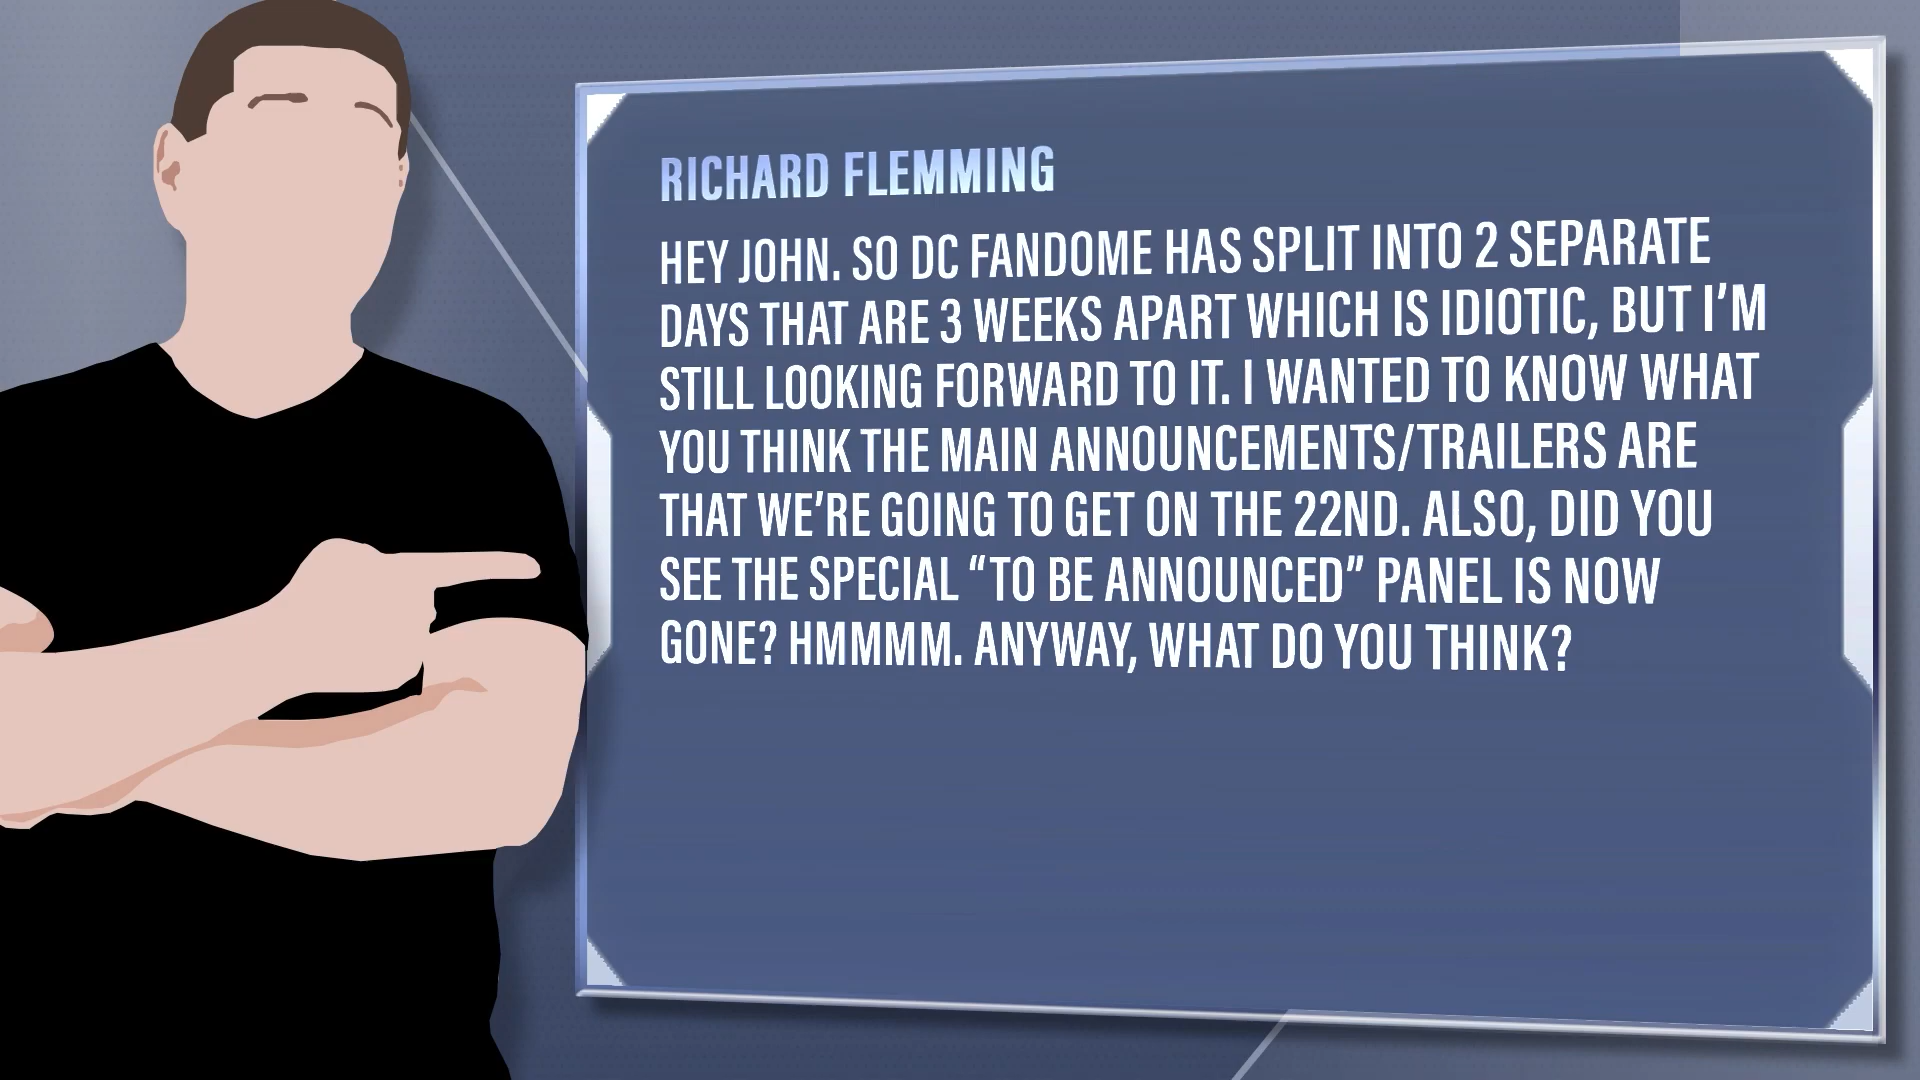 RICHARD FLEMMING
HEY JOHN. SO DC FANDOME HAS SPLIT INTO 2 SEPARATE
DAYS THAT ARE 3 WEEKS APART WHICH IS IDIOTIC, BUT I’M
STILL LOOKING FORWARD TO IT. I WANTED TO KNOW WHAT
YOU THINK THE MAIN ANNOUNCEMENTS/TRAILERS ARE
THAT WE’RE GOING TO GET ON THE 22ND. ALSO, DID YOU
SEE THE SPECIAL “TO BE ANNOUNCED” PANEL IS NOW
GONE? HMMMM. ANYWAY, WHAT DO YOU THINK?